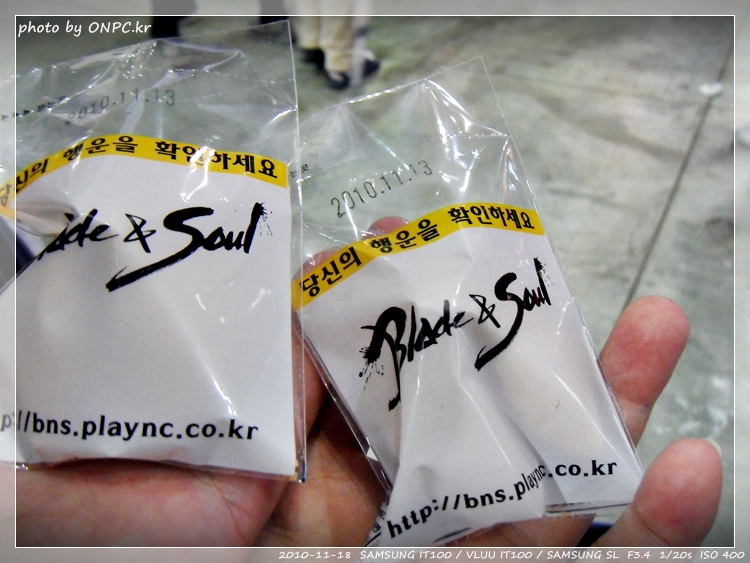 photo by ONPC.kr
2010.11.13
당신의 행운을 확인하세요
& Soul
bns.plaync.co.kr
2010.11.13
당신의 행운을 확인하세요
Blade & Soul
http://bns.plaync.co.kr
2010-11-18 SAMSUNG IT100 / VLUU IT100 / SAMSUNG SL F3.4 1/20s ISO 400